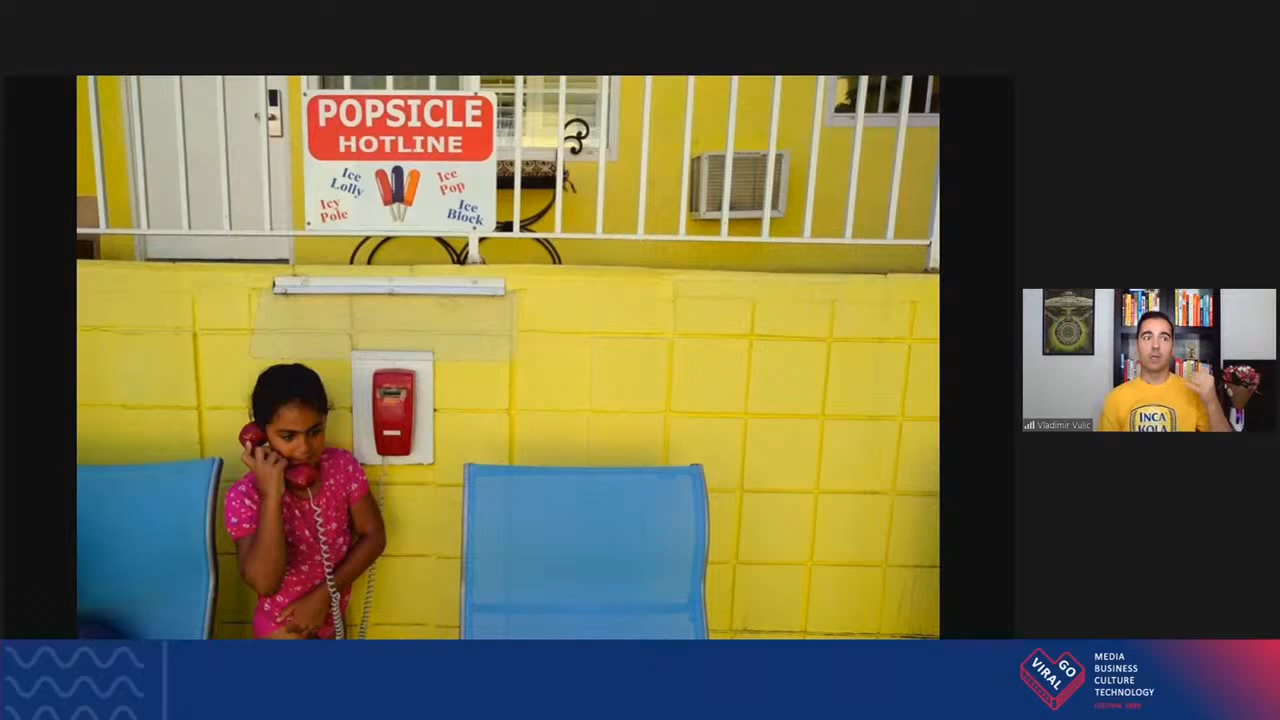 POPSICLE
HOTLINE
Ice
Lolly
Ice
Pop
Icy
Pole
Ice
Block
INCA
KOLA
Vladimir Vulic
GO
VIRAL
MEDIA
BUSINESS
CULTURE
TECHNOLOGY